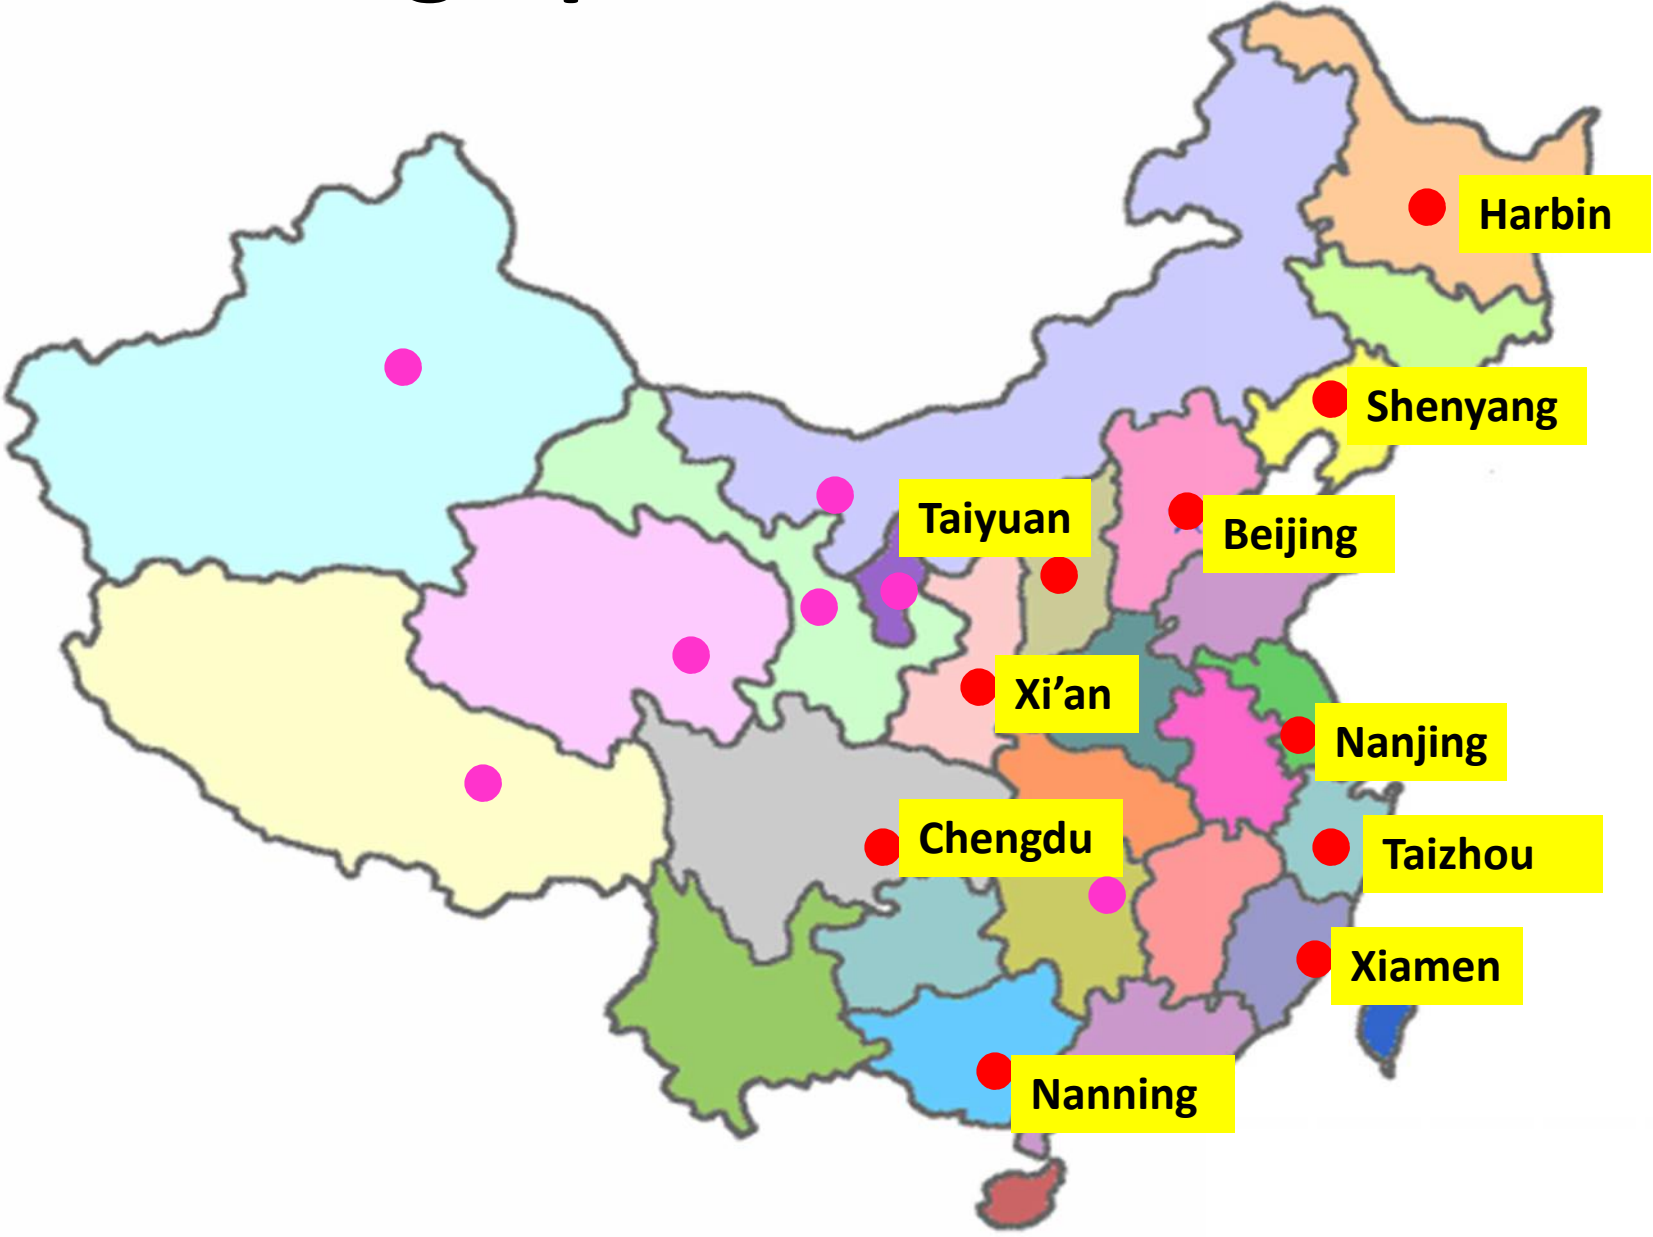 Harbin
Shenyang
Taiyuan
Beijing
Xi’an
Nanjing
Chengdu
Taizhou
Xiamen
Nanning